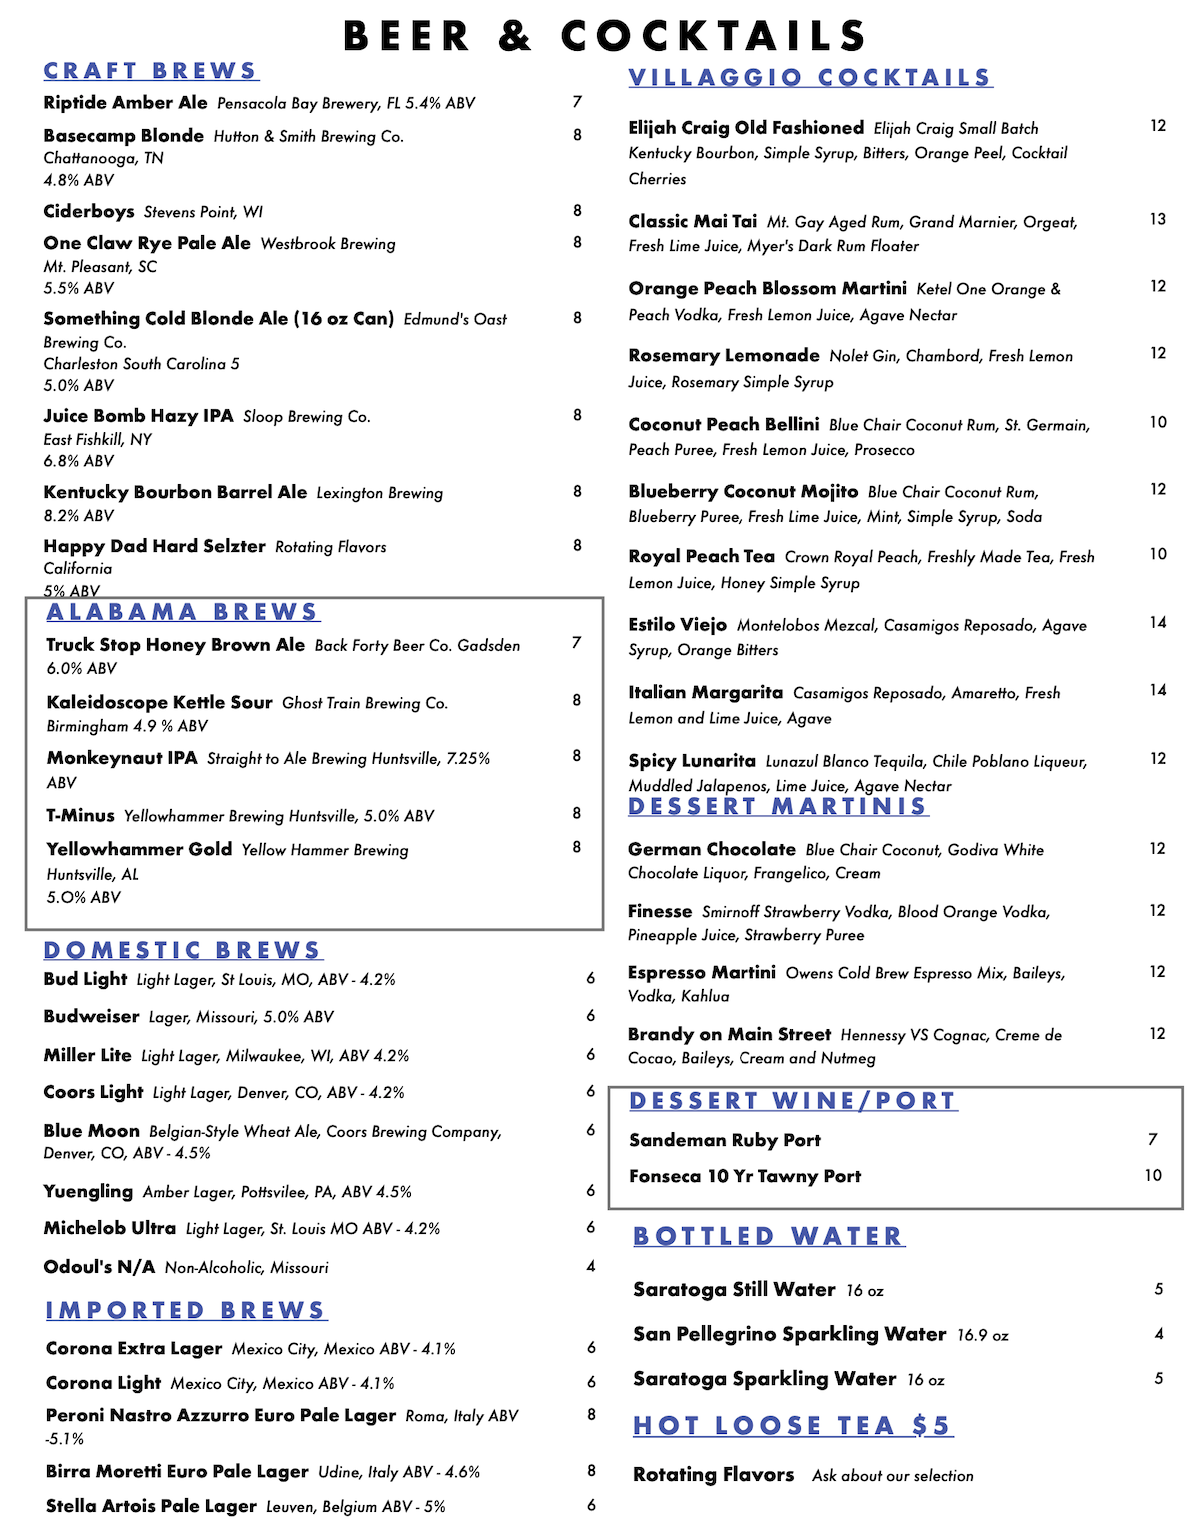 BEER & COCKTAILS
CRAFT BREWS
Riptide Amber Ale Pensacola Bay Brewery, FL 5.4% ABV 7
Basecamp Blonde Hutton & Smith Brewing Co. 8
Chattanooga, TN
4.8% ABV
Ciderboys Stevens Point, WI 8
One Claw Rye Pale Ale Westbrook Brewing 8
Mt. Pleasant, SC
5.5% ABV
Something Cold Blonde Ale (16 oz Can) Edmund's Oast 8
Brewing Co.
Charleston South Carolina 5
5.0% ABV
Juice Bomb Hazy IPA Sloop Brewing Co. 8
East Fishkill, NY
6.8% ABV
Kentucky Bourbon Barrel Ale Lexington Brewing 8
8.2% ABV
Happy Dad Hard Selzter Rotating Flavors 8
California
5% ABV
ALABAMA BREWS
Truck Stop Honey Brown Ale Back Forty Beer Co. Gadsden 7
6.0% ABV
Kaleidoscope Kettle Sour Ghost Train Brewing Co. 8
Birmingham 4.9 % ABV
Monkeynaut IPA Straight to Ale Brewing Huntsville, 7.25% 8
ABV
T-Minus Yellowhammer Brewing Huntsville, 5.0% ABV 8
Yellowhammer Gold Yellow Hammer Brewing 8
Huntsville, AL
5.O% ABV
DOMESTIC BREWS
Bud Light Light Lager, St Louis, MO, ABV - 4.2% 6
Budweiser Lager, Missouri, 5.0% ABV 6
Miller Lite Light Lager, Milwaukee, WI, ABV 4.2% 6
Coors Light Light Lager, Denver, CO, ABV - 4.2% 6
Blue Moon Belgian-Style Wheat Ale, Coors Brewing Company, 6
Denver, CO, ABV - 4.5%
Yuengling Amber Lager, Pottsvilee, PA, ABV 4.5% 6
Michelob Ultra Light Lager, St. Louis MO ABV - 4.2% 6
Odoul's N/A Non-Alcoholic, Missouri 4
IMPORTED BREWS
Corona Extra Lager Mexico City, Mexico ABV - 4.1% 6
Corona Light Mexico City, Mexico ABV - 4.1% 6
Peroni Nastro Azzurro Euro Pale Lager Roma, Italy ABV 8
-5.1%
Birra Moretti Euro Pale Lager Udine, Italy ABV - 4.6% 8
Stella Artois Pale Lager Leuven, Belgium ABV - 5% 6
VILLAGGIO COCKTAILS
Elijah Craig Old Fashioned Elijah Craig Small Batch 12
Kentucky Bourbon, Simple Syrup, Bitters, Orange Peel, Cocktail
Cherries
Classic Mai Tai Mt. Gay Aged Rum, Grand Marnier, Orgeat, 13
Fresh Lime Juice, Myer's Dark Rum Floater
Orange Peach Blossom Martini Ketel One Orange & 12
Peach Vodka, Fresh Lemon Juice, Agave Nectar
Rosemary Lemonade Nolet Gin, Chambord, Fresh Lemon 12
Juice, Rosemary Simple Syrup
Coconut Peach Bellini Blue Chair Coconut Rum, St. Germain, 10
Peach Puree, Fresh Lemon Juice, Prosecco
Blueberry Coconut Mojito Blue Chair Coconut Rum, 12
Blueberry Puree, Fresh Lime Juice, Mint, Simple Syrup, Soda
Royal Peach Tea Crown Royal Peach, Freshly Made Tea, Fresh 10
Lemon Juice, Honey Simple Syrup
Estilo Viejo Montelobos Mezcal, Casamigos Reposado, Agave 14
Syrup, Orange Bitters
Italian Margarita Casamigos Reposado, Amaretto, Fresh 14
Lemon and Lime Juice, Agave
Spicy Lunarita Lunazul Blanco Tequila, Chile Poblano Liqueur, 12
Muddled Jalapenos, Lime Juice, Agave Nectar
DESSERT MARTINIS
German Chocolate Blue Chair Coconut, Godiva White 12
Chocolate Liquor, Frangelico, Cream
Finesse Smirnoff Strawberry Vodka, Blood Orange Vodka, 12
Pineapple Juice, Strawberry Puree
Espresso Martini Owens Cold Brew Espresso Mix, Baileys, 12
Vodka, Kahlua
Brandy on Main Street Hennessy VS Cognac, Creme de 12
Cocao, Baileys, Cream and Nutmeg
DESSERT WINE/PORT
Sandeman Ruby Port 7
Fonseca 10 Yr Tawny Port 10
BOTTLED WATER
Saratoga Still Water 16 oz 5
San Pellegrino Sparkling Water 16.9 oz 4
Saratoga Sparkling Water 16 oz 5
HOT LOOSE TEA $5
Rotating Flavors Ask about our selection